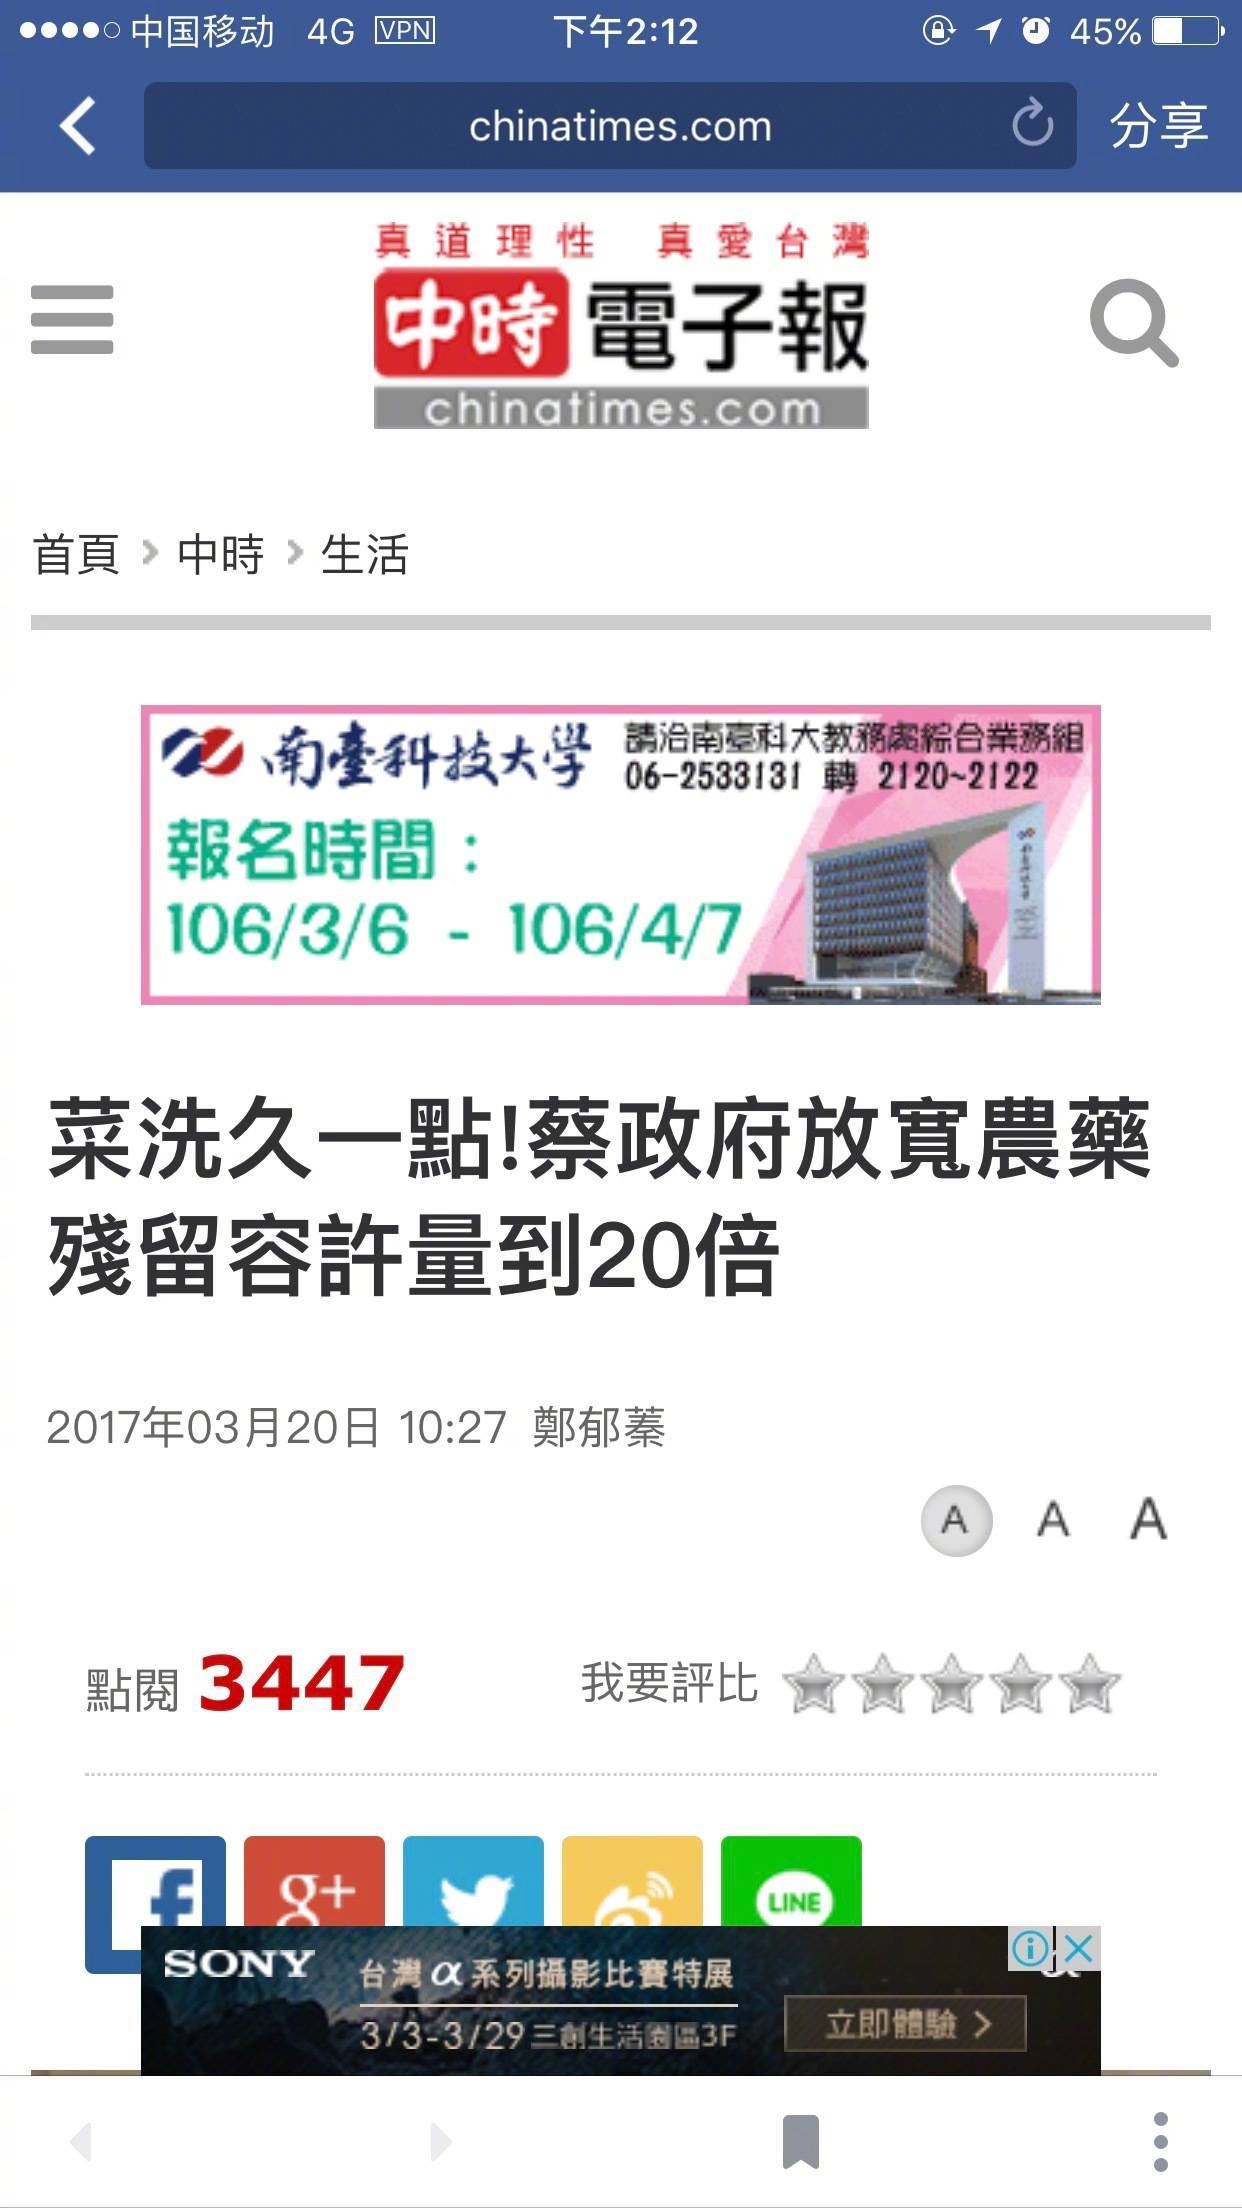 中国移动 4G VPN 下午2:12 45%
chinatimes.com 分享
真道理性 真愛台灣
中時電子報
chinatimes.com
首頁 > 中時 > 生活
南臺科技大學 請洽南臺科大教務處綜合業務組
06-2533131 轉 2120~2122
報名時間：
106/3/6 - 106/4/7
菜洗久一點!蔡政府放寬農藥
殘留容許量到20倍
2017年03月20日 10:27 鄭郁蓁
A A A
點閱 3447 我要評比
f g+ LINE
SONY 台灣α系列攝影比賽特展
3/3-3/29 三創生活園區3F 立即體驗 >